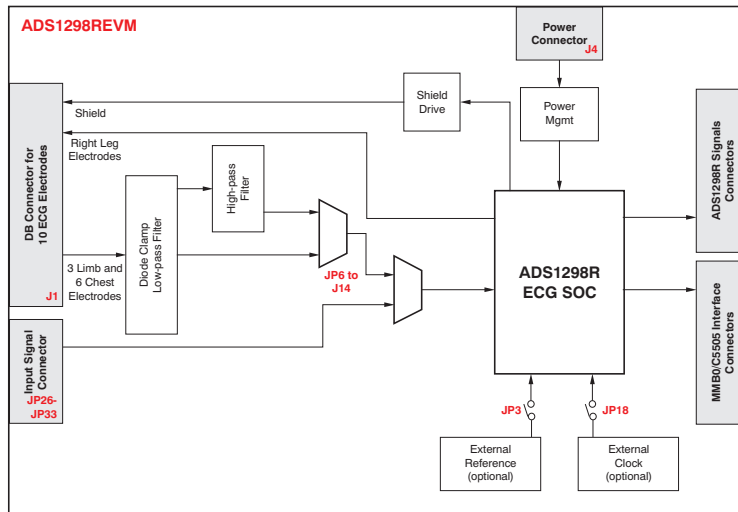 ADS1298REVM
Power
Connector
J4
Shield
Drive
Power
Mgmt
Shield
Right Leg
Electrodes
DB Connector for
10 ECG Electrodes
J1
3 Limb and
6 Chest
Electrodes
Diode Clamp
Low-pass Filter
High-pass
Filter
JP6 to
J14
Input Signal
Connector
JP26-
JP33
ADS1298R
ECG SOC
ADS1298R Signals
Connectors
MMB0/C5505 Interface
Connectors
JP3
JP18
External
Reference
(optional)
External
Clock
(optional)